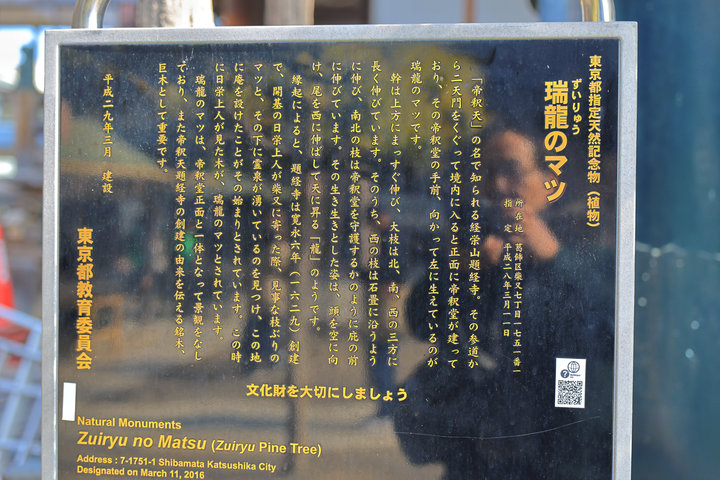 東京都指定天然記念物（植物）
ずいりゅう
瑞龍のマツ
所在地 葛飾区柴又七丁目一七五一番一
指定 平成二八年三月一一日
「帝釈天」の名で知られる経栄山題経寺。その参道か
ら二天門をくぐって境内に入ると正面に帝釈堂が建って
おり、その帝釈堂の手前、向かって左に生えているのが
瑞龍のマツです。
幹は上方にまっすぐ伸び、大枝は北、南、西の三方に
長く伸びています。そのうち、西の枝は石畳に沿うよう
に伸び、南北の枝は帝釈堂を守護するかのように庇の前
に伸びています。その生き生きとした姿は、頭を空に向
け、尾を西に伸ばして天に昇る「龍」のようです。
縁起によると、題経寺は寛永六年（一六二九）創建
で、開基の日栄上人が柴又に寄った際、見事な枝ぶりの
マツと、その下に霊泉が湧いているのを見つけ、この地
に庵を設けたことがその始まりとされています。この時
に日栄上人が見た木が、瑞龍のマツとされています。
瑞龍のマツは、帝釈堂正面と一体となって景観をなし
ており、また帝釈天題経寺の創建の由来を伝える銘木、
巨木として重要です。
平成二九年三月 建設
東京都教育委員会
文化財を大切にしましょう
Natural Monuments
Zuiryu no Matsu (Zuiryu Pine Tree)
Address : 7-1751-1 Shibamata Katsushika City
Designated on March 11, 2016